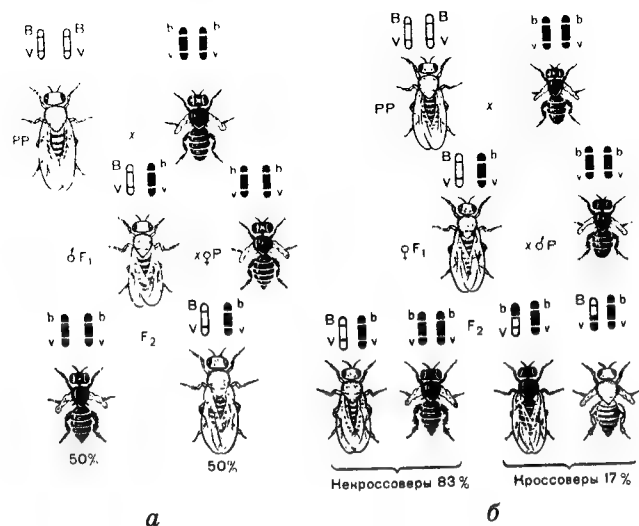 B B b b
V V v v
PP x
B b b b
V v v v
♂F₁ x♀P
b b B b
v v V v
F₂
50% 50%
а
B B b b
V V v v
PP x
B b b b
V v v v
♀F₁ x♂P
B b b b F₂ b b B b
V v v v V v v v
Некроссоверы 83% Кроссоверы 17%
б